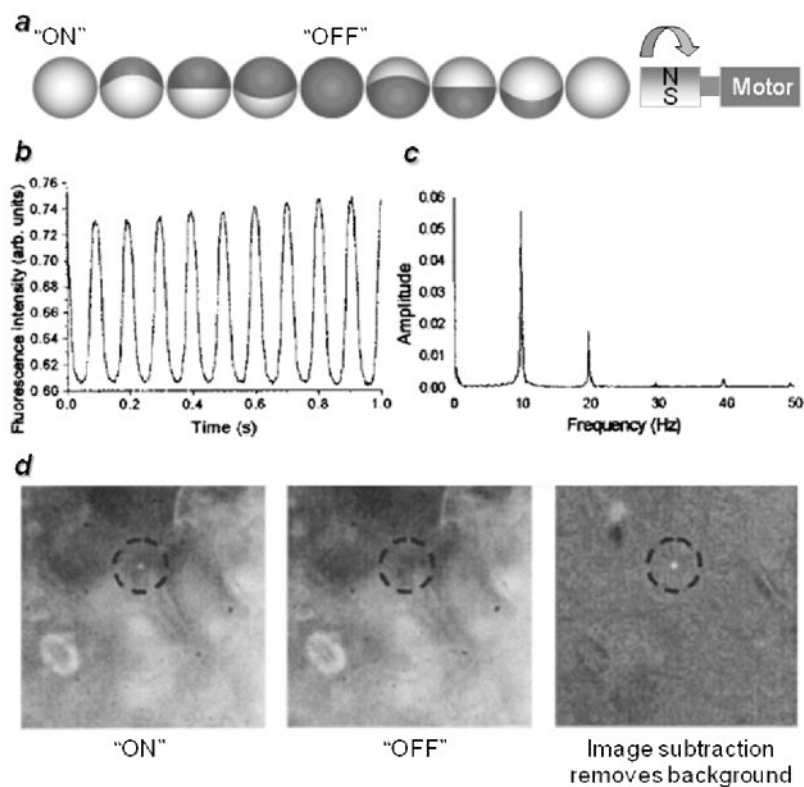 a
"ON" "OFF"
N
S
Motor
b
Fluorescence intensity (arb. units)
0.76
0.74
0.72
0.70
0.68
0.66
0.64
0.62
0.60
0.0 0.2 0.4 0.6 0.8 1.0
Time (s)
c
Amplitude
0.06
0.05
0.04
0.03
0.02
0.01
0.00
0 10 20 30 40 50
Frequency (Hz)
d
"ON" "OFF" Image subtraction
removes background